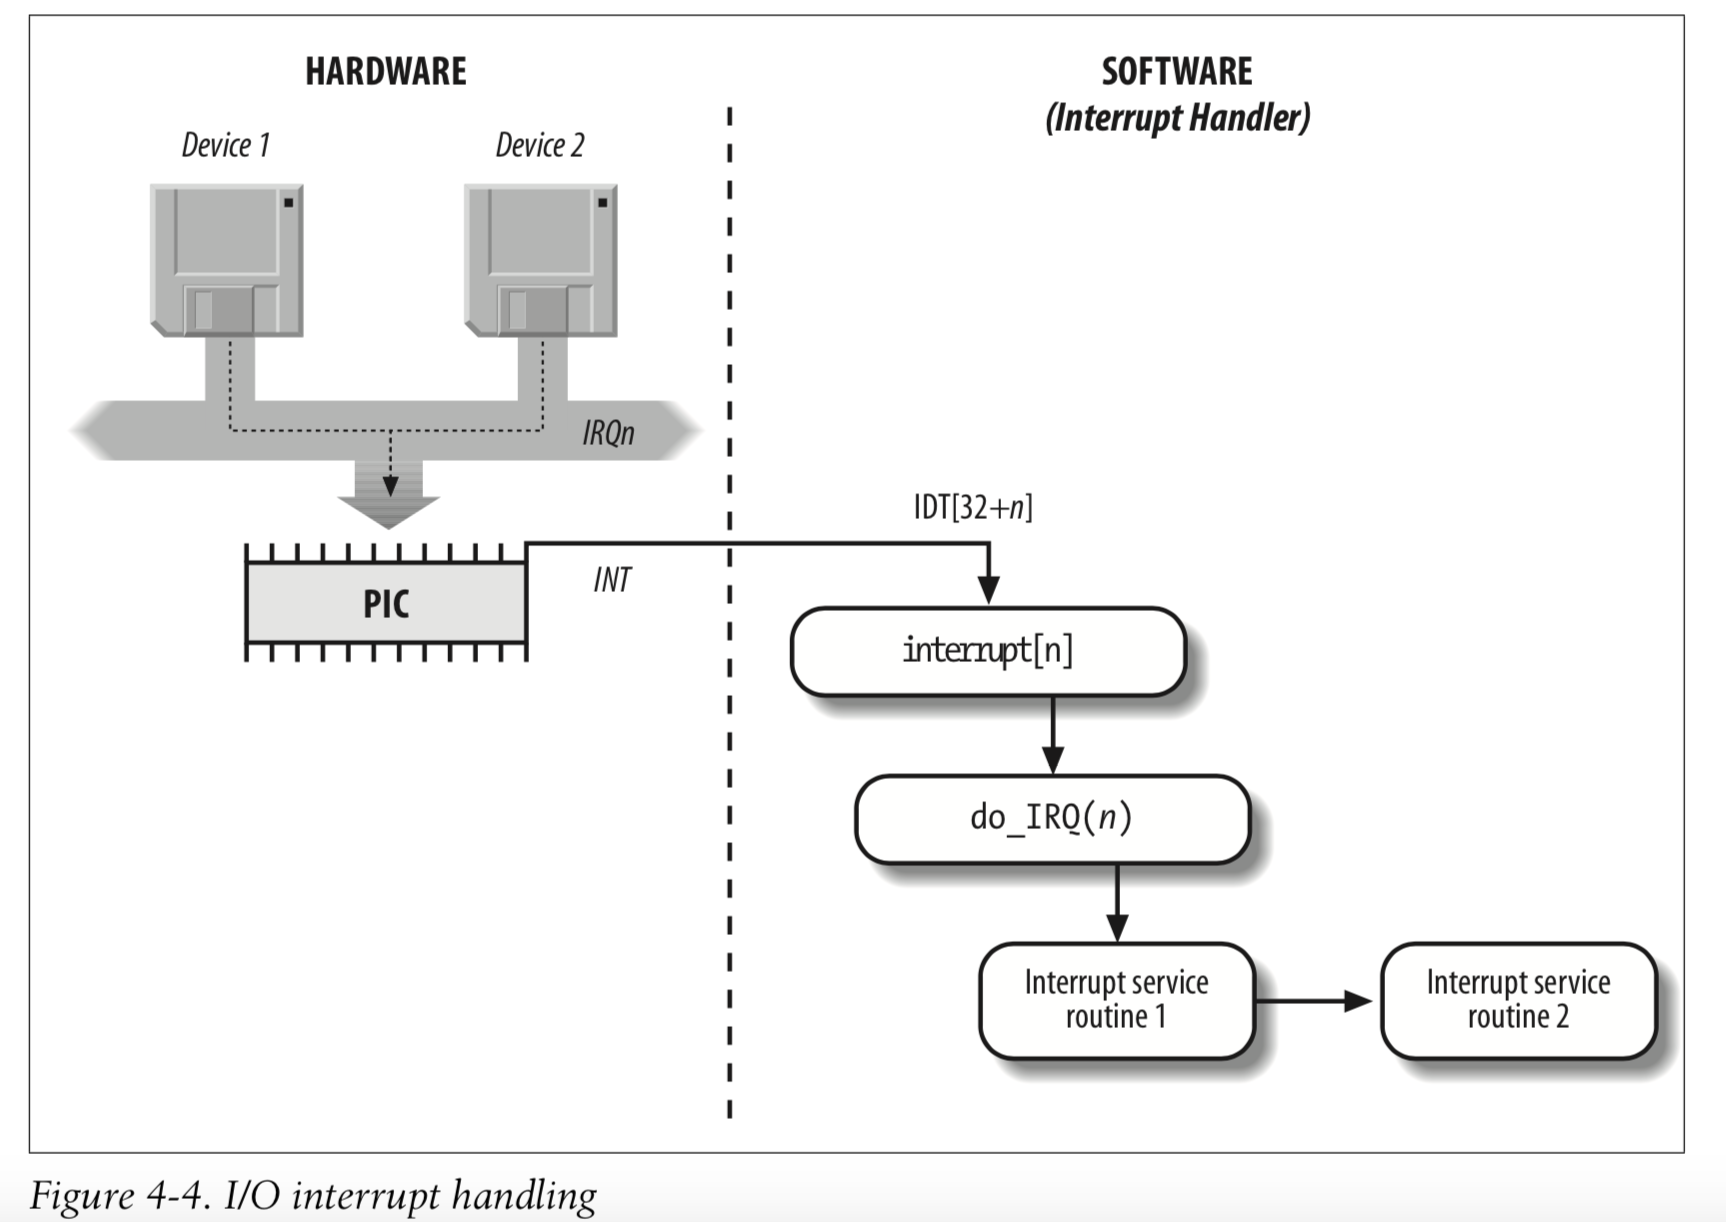 HARDWARE
SOFTWARE
(Interrupt Handler)
Device 1
Device 2
IRQn
IDT[32+n]
INT
PIC
interrupt[n]
do_IRQ(n)
Interrupt service
routine 1
Interrupt service
routine 2
Figure 4-4. I/O interrupt handling